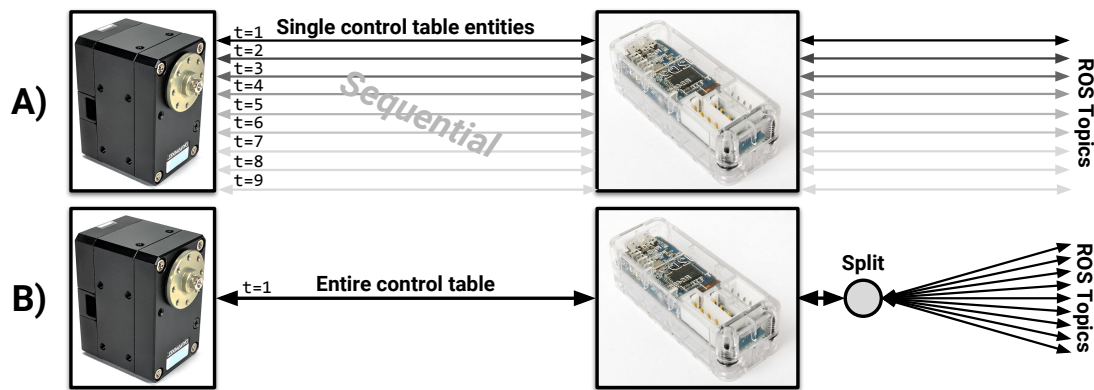 A)
t=1
Single control table entities
t=2
t=3
t=4
t=5
t=6
t=7
t=8
t=9
Sequential
ROS Topics
B)
t=1
Entire control table
Split
ROS Topics